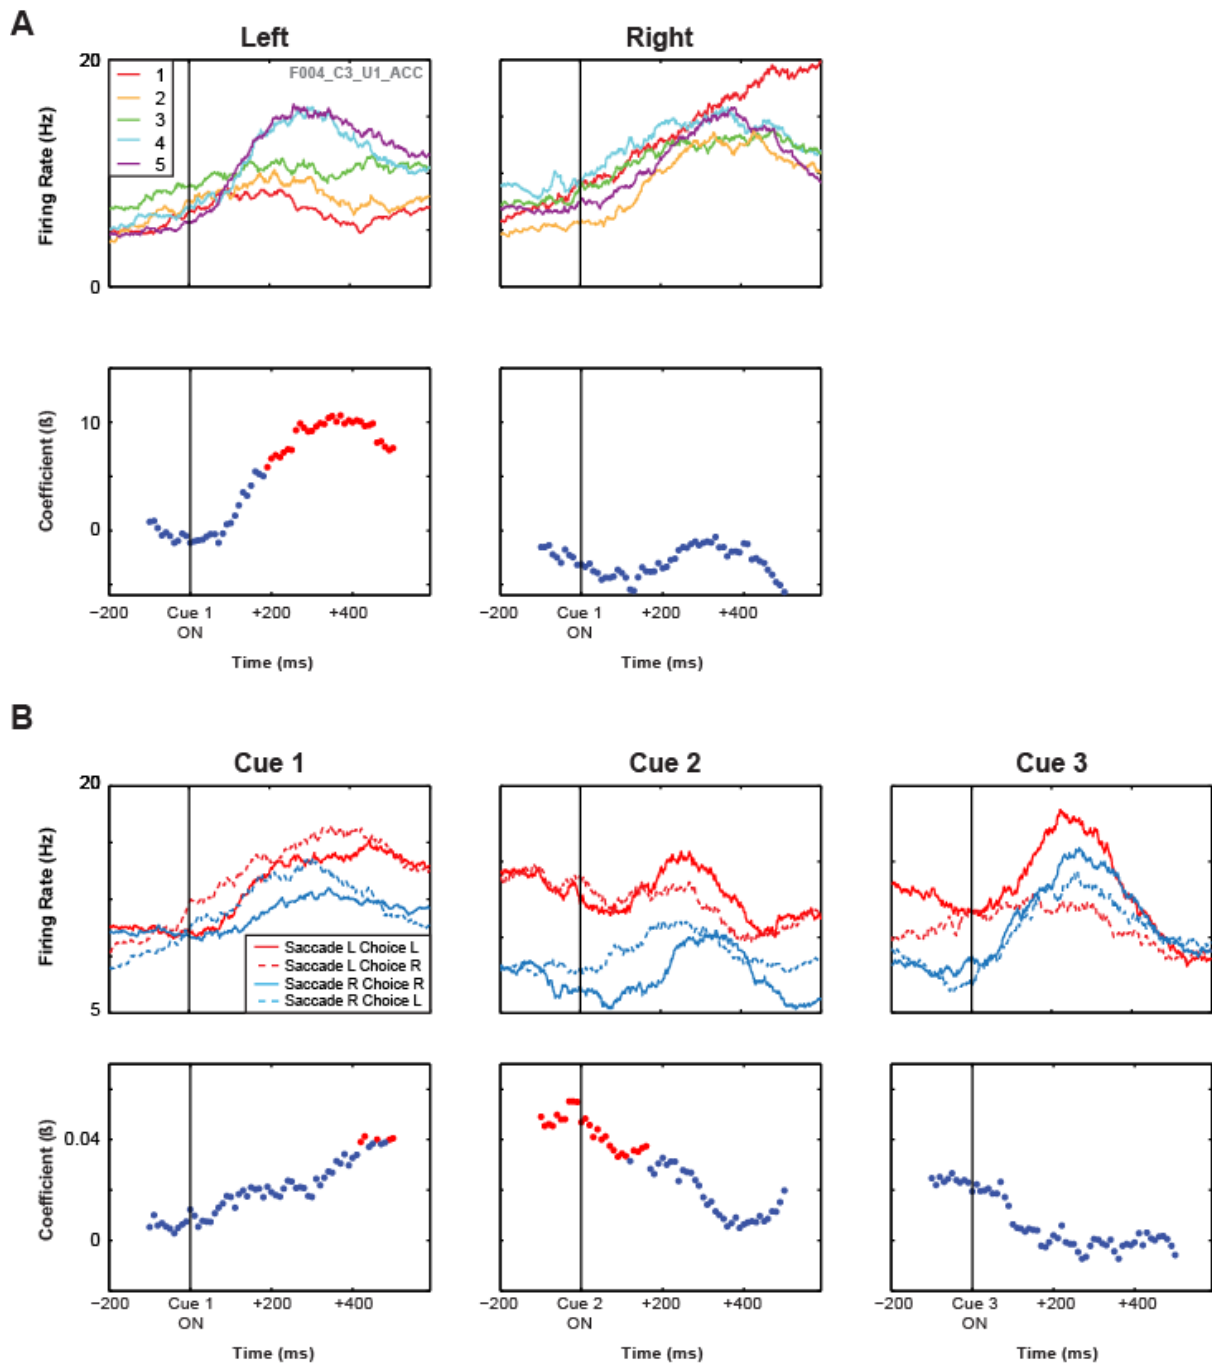 A
Left
Right
20
F004_C3_U1_ACC
1
2
3
4
5
Firing Rate (Hz)
0
Coefficient (ß)
10
0
−200
Cue 1
ON
+200
+400
Time (ms)
−200
Cue 1
ON
+200
+400
Time (ms)
B
Cue 1
Cue 2
Cue 3
20
Firing Rate (Hz)
5
Saccade L Choice L
Saccade L Choice R
Saccade R Choice R
Saccade R Choice L
Coefficient (ß)
0.04
0
−200
Cue 1
ON
+200
+400
Time (ms)
−200
Cue 2
ON
+200
+400
Time (ms)
−200
Cue 3
ON
+200
+400
Time (ms)